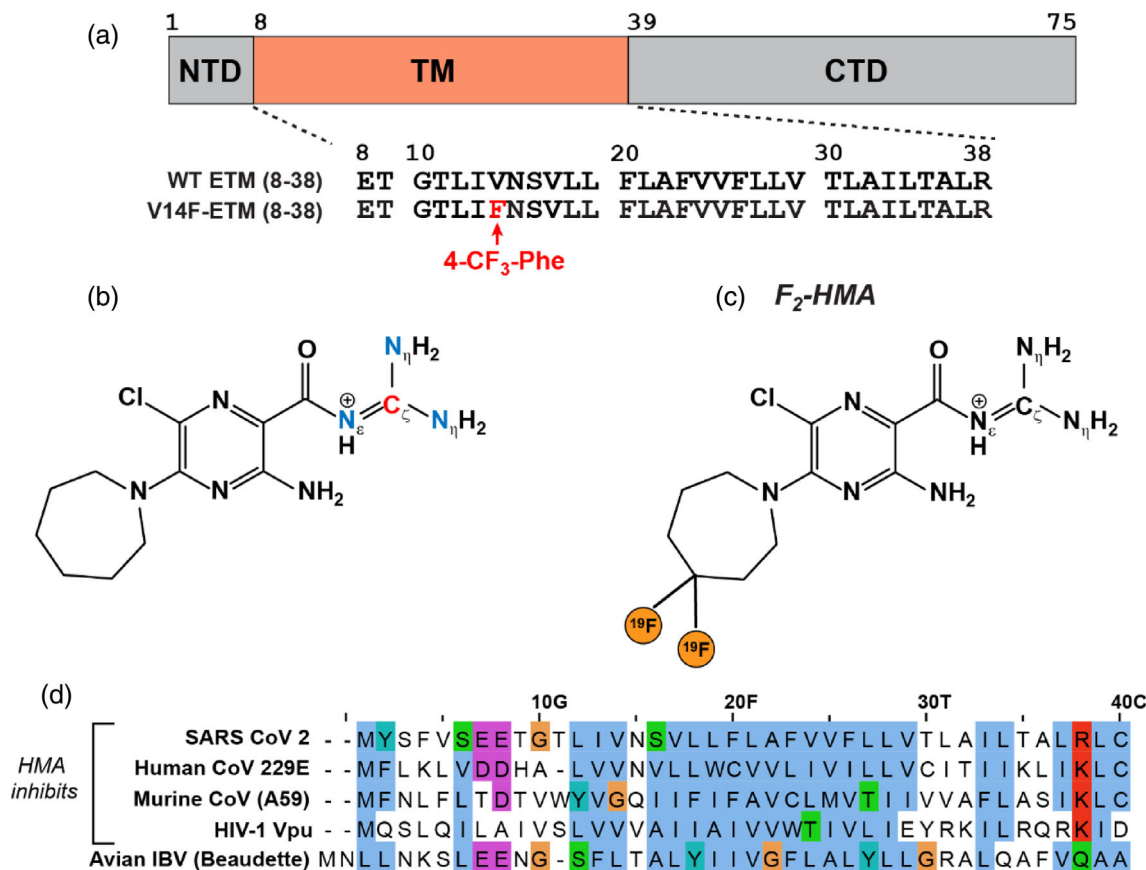 (a)
1 8 39 75
NTD TM CTD
8 10 20 30 38
WT ETM (8-38) ET GTLIVNSVLL FLAFVVFLLV TLAILTALR
V14F-ETM (8-38) ET GTLIFNSVLL FLAFVVFLLV TLAILTALR
4-CF₃-Phe
(b)
O
NηH₂
Cl N ⊕N C
ε ζ NηH₂
H
N N NH₂
(c) F₂-HMA
O
NηH₂
Cl N ⊕N C
ε ζ NηH₂
H
N N NH₂
¹⁹F
¹⁹F
(d)
10G 20F 30T 40C
HMA inhibits
SARS CoV 2 - - M Y S F V S E E T G T L I V N S V L L F L A F V V F L L V T L A I L T A L R L C
Human CoV 229E - - M F L K L V D D H A - L V V N V L L W C V V L I V I L L V C I T I I K L I K L C
Murine CoV (A59) - - M F N L F L T D T V W Y V G Q I I F I F A V C L M V T I I V V A F L A S I K L C
HIV-1 Vpu - - M Q S L Q I L A I V S L V V V A I I A I V V W T I V L I E Y R K I L R Q R K I D
Avian IBV (Beaudette) M N L L N K S L E E N G - S F L T A L Y I I V G F L A L Y L L G R A L Q A F V Q A A